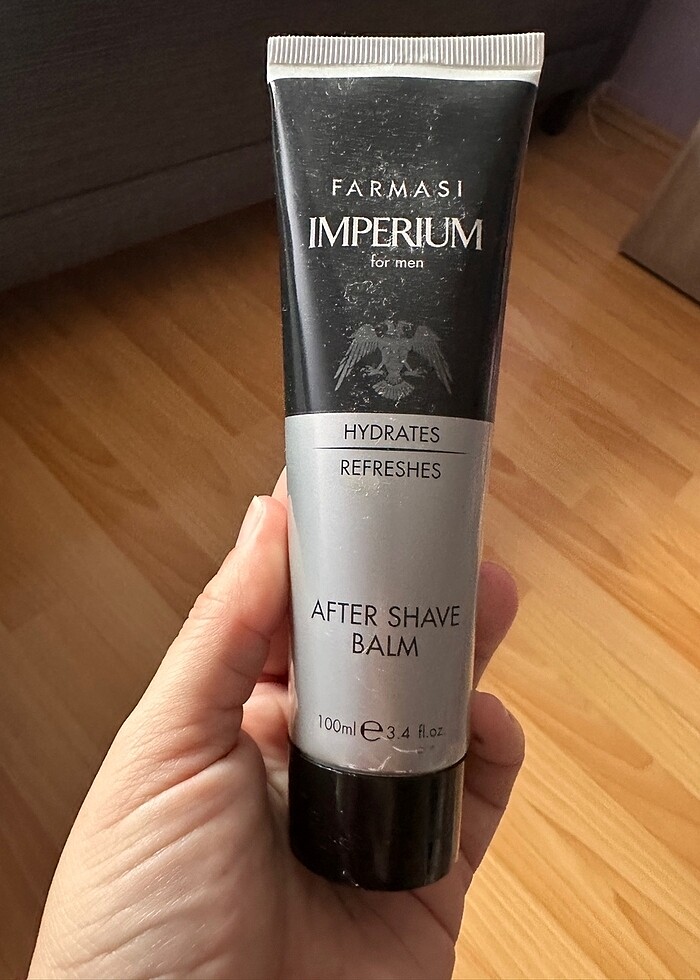 FARMASI
IMPERIUM
for men
HYDRATES
REFRESHES
AFTER SHAVE
BALM
100ml ℮ 3.4 fl.oz.